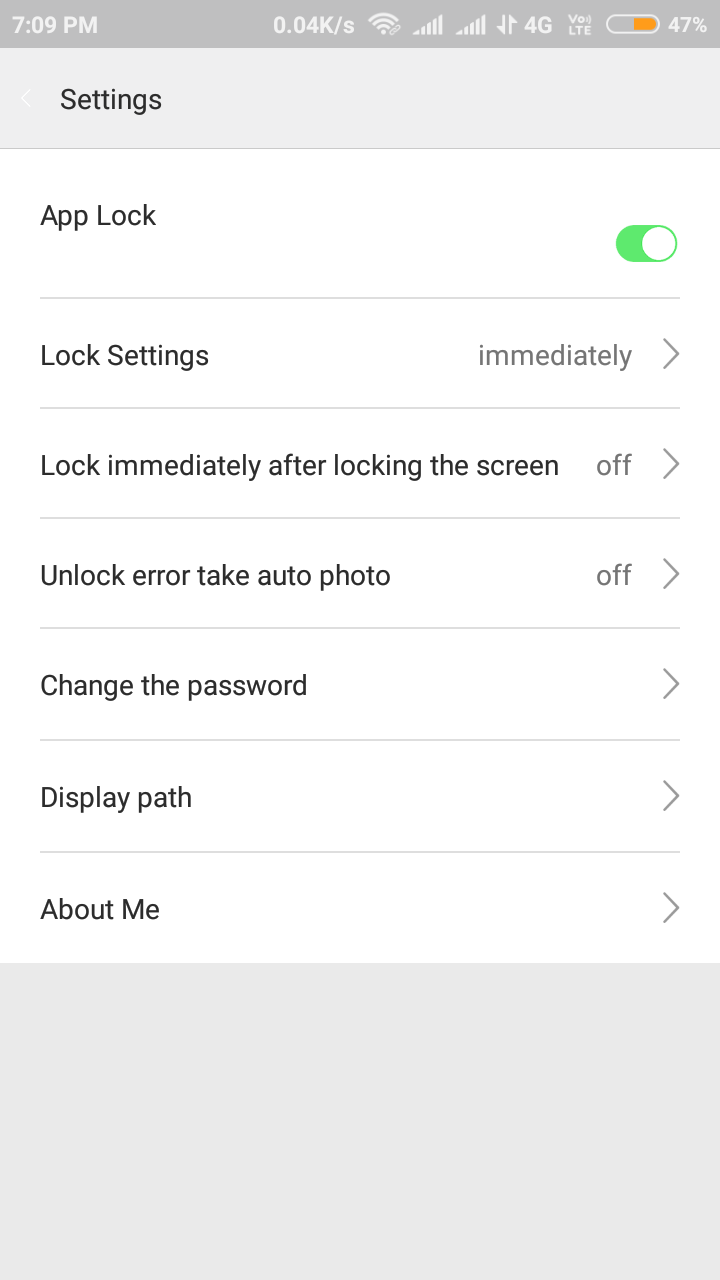 7:09 PM 0.04K/s 4G Vo LTE 47%
Settings
App Lock
Lock Settings immediately
Lock immediately after locking the screen off
Unlock error take auto photo off
Change the password
Display path
About Me